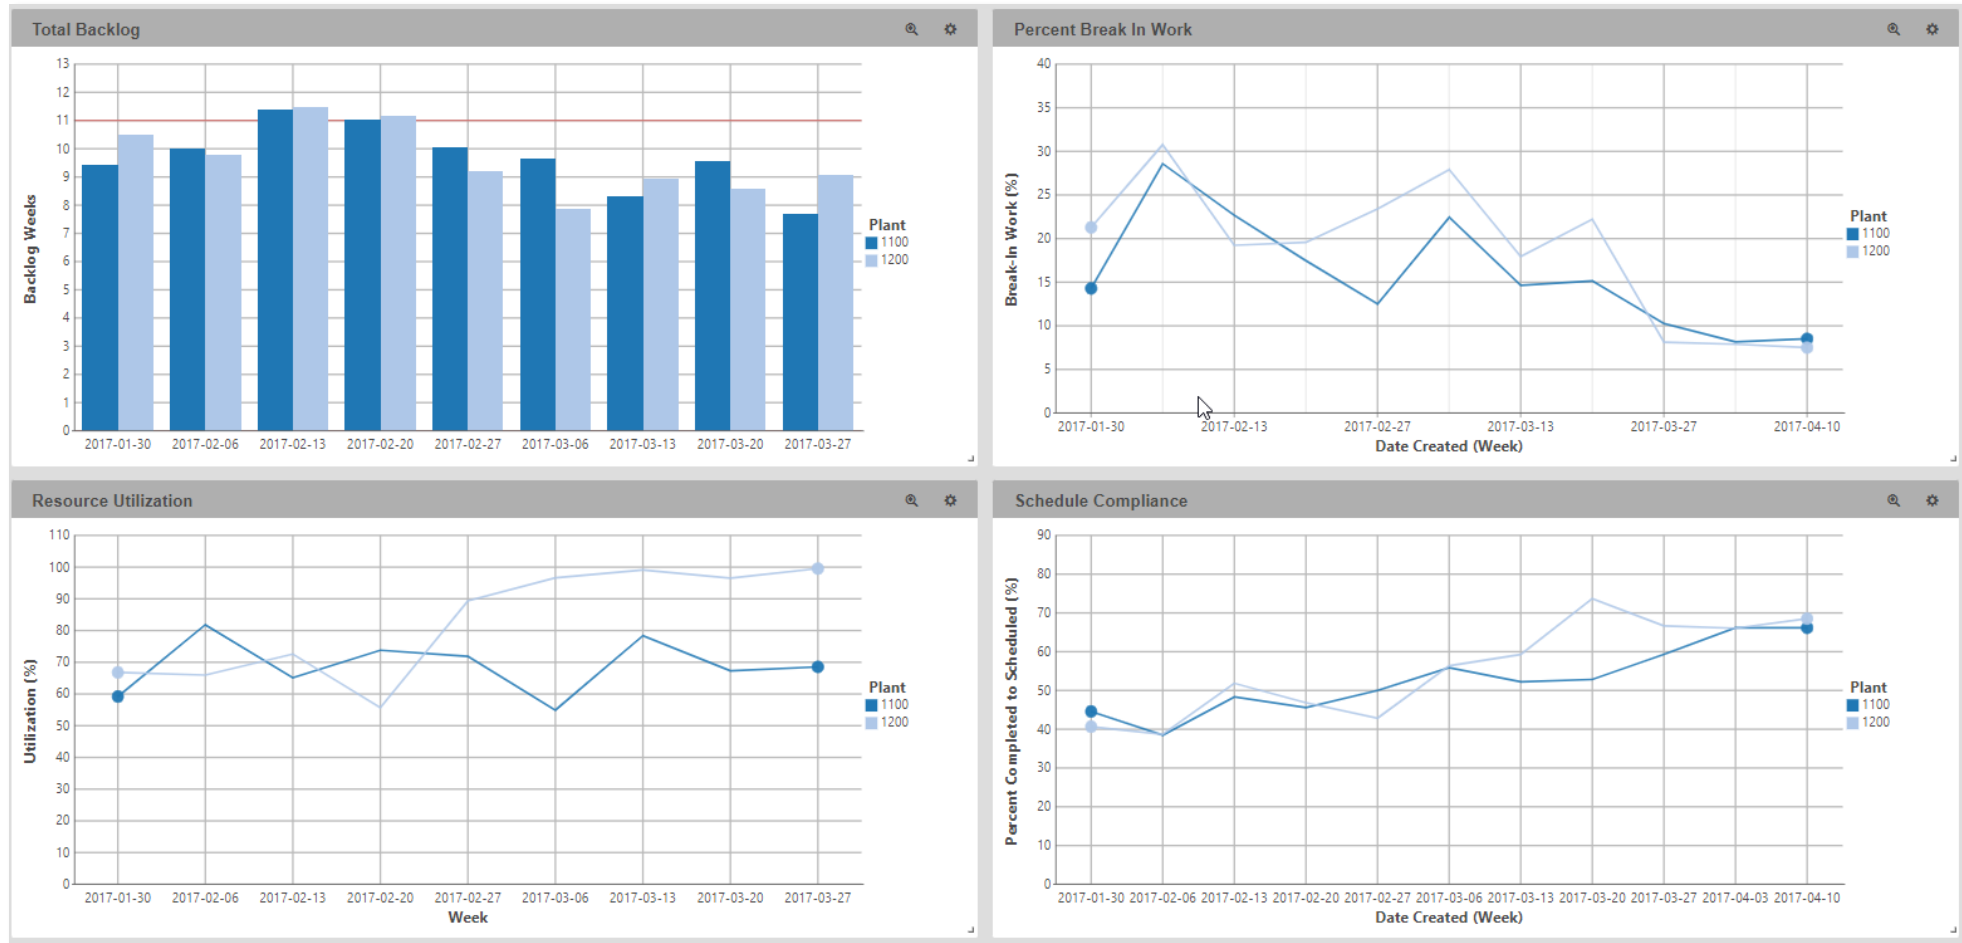 Total Backlog
13
12
11
10
9
8
7
6
5
4
3
2
1
0
Backlog Weeks
2017-01-30 2017-02-06 2017-02-13 2017-02-20 2017-02-27 2017-03-06 2017-03-13 2017-03-20 2017-03-27
Plant
1100
1200
Percent Break In Work
40
35
30
25
20
15
10
5
0
Break-In Work (%)
2017-01-30 2017-02-13 2017-02-27 2017-03-13 2017-03-27 2017-04-10
Date Created (Week)
Plant
1100
1200
Resource Utilization
110
100
90
80
70
60
50
40
30
20
10
0
Utilization (%)
2017-01-30 2017-02-06 2017-02-13 2017-02-20 2017-02-27 2017-03-06 2017-03-13 2017-03-20 2017-03-27
Week
Plant
1100
1200
Schedule Compliance
90
80
70
60
50
40
30
20
10
0
Percent Completed to Scheduled (%)
2017-01-30 2017-02-06 2017-02-13 2017-02-20 2017-02-27 2017-03-06 2017-03-13 2017-03-20 2017-03-27 2017-04-03 2017-04-10
Date Created (Week)
Plant
1100
1200